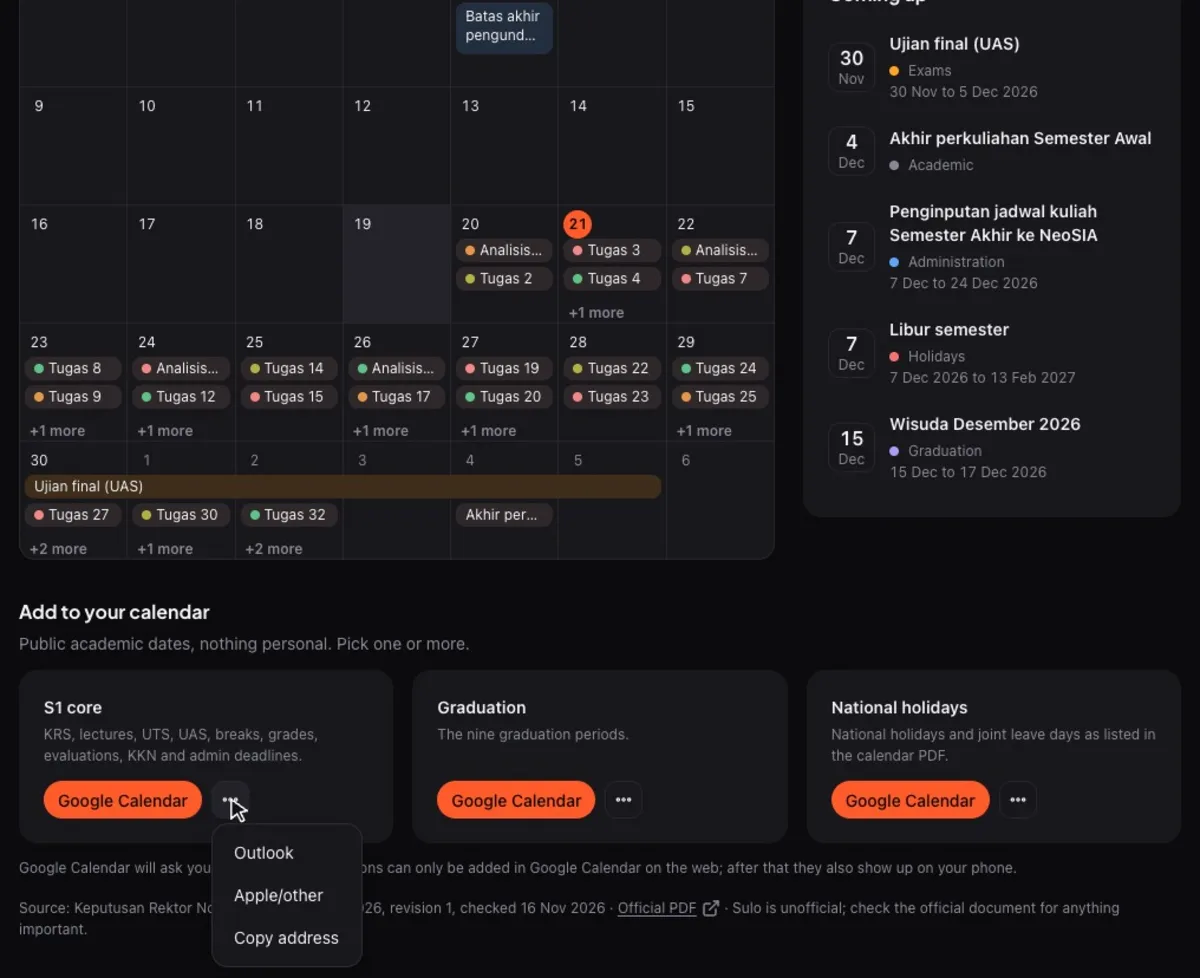 Coming up
Batas akhir
pengund...
9 10 11 12 13 14 15
16 17 18 19 20 21 22
Analisis... Tugas 3 Analisis...
Tugas 2 Tugas 4 Tugas 7
+1 more
23 24 25 26 27 28 29
Tugas 8 Analisis... Tugas 14 Analisis... Tugas 19 Tugas 22 Tugas 24
Tugas 9 Tugas 12 Tugas 15 Tugas 17 Tugas 20 Tugas 23 Tugas 25
+1 more +1 more +1 more +1 more +1 more
30 1 2 3 4 5 6
Ujian final (UAS)
Tugas 27 Tugas 30 Tugas 32 Akhir per...
+2 more +1 more +2 more
30
Nov
Ujian final (UAS)
Exams
30 Nov to 5 Dec 2026
4
Dec
Akhir perkuliahan Semester Awal
Academic
7
Dec
Penginputan jadwal kuliah
Semester Akhir ke NeoSIA
Administration
7 Dec to 24 Dec 2026
7
Dec
Libur semester
Holidays
7 Dec 2026 to 13 Feb 2027
15
Dec
Wisuda Desember 2026
Graduation
15 Dec to 17 Dec 2026
Add to your calendar
Public academic dates, nothing personal. Pick one or more.
S1 core
KRS, lectures, UTS, UAS, breaks, grades,
evaluations, KKN and admin deadlines.
Google Calendar
Graduation
The nine graduation periods.
Google Calendar
National holidays
National holidays and joint leave days as listed in
the calendar PDF.
Google Calendar
Outlook
Apple/other
Copy address
Google Calendar will ask you can only be added in Google Calendar on the web; after that they also show up on your phone.
Source: Keputusan Rektor 26, revision 1, checked 16 Nov 2026 · Official PDF · Sulo is unofficial; check the official document for anything
important.